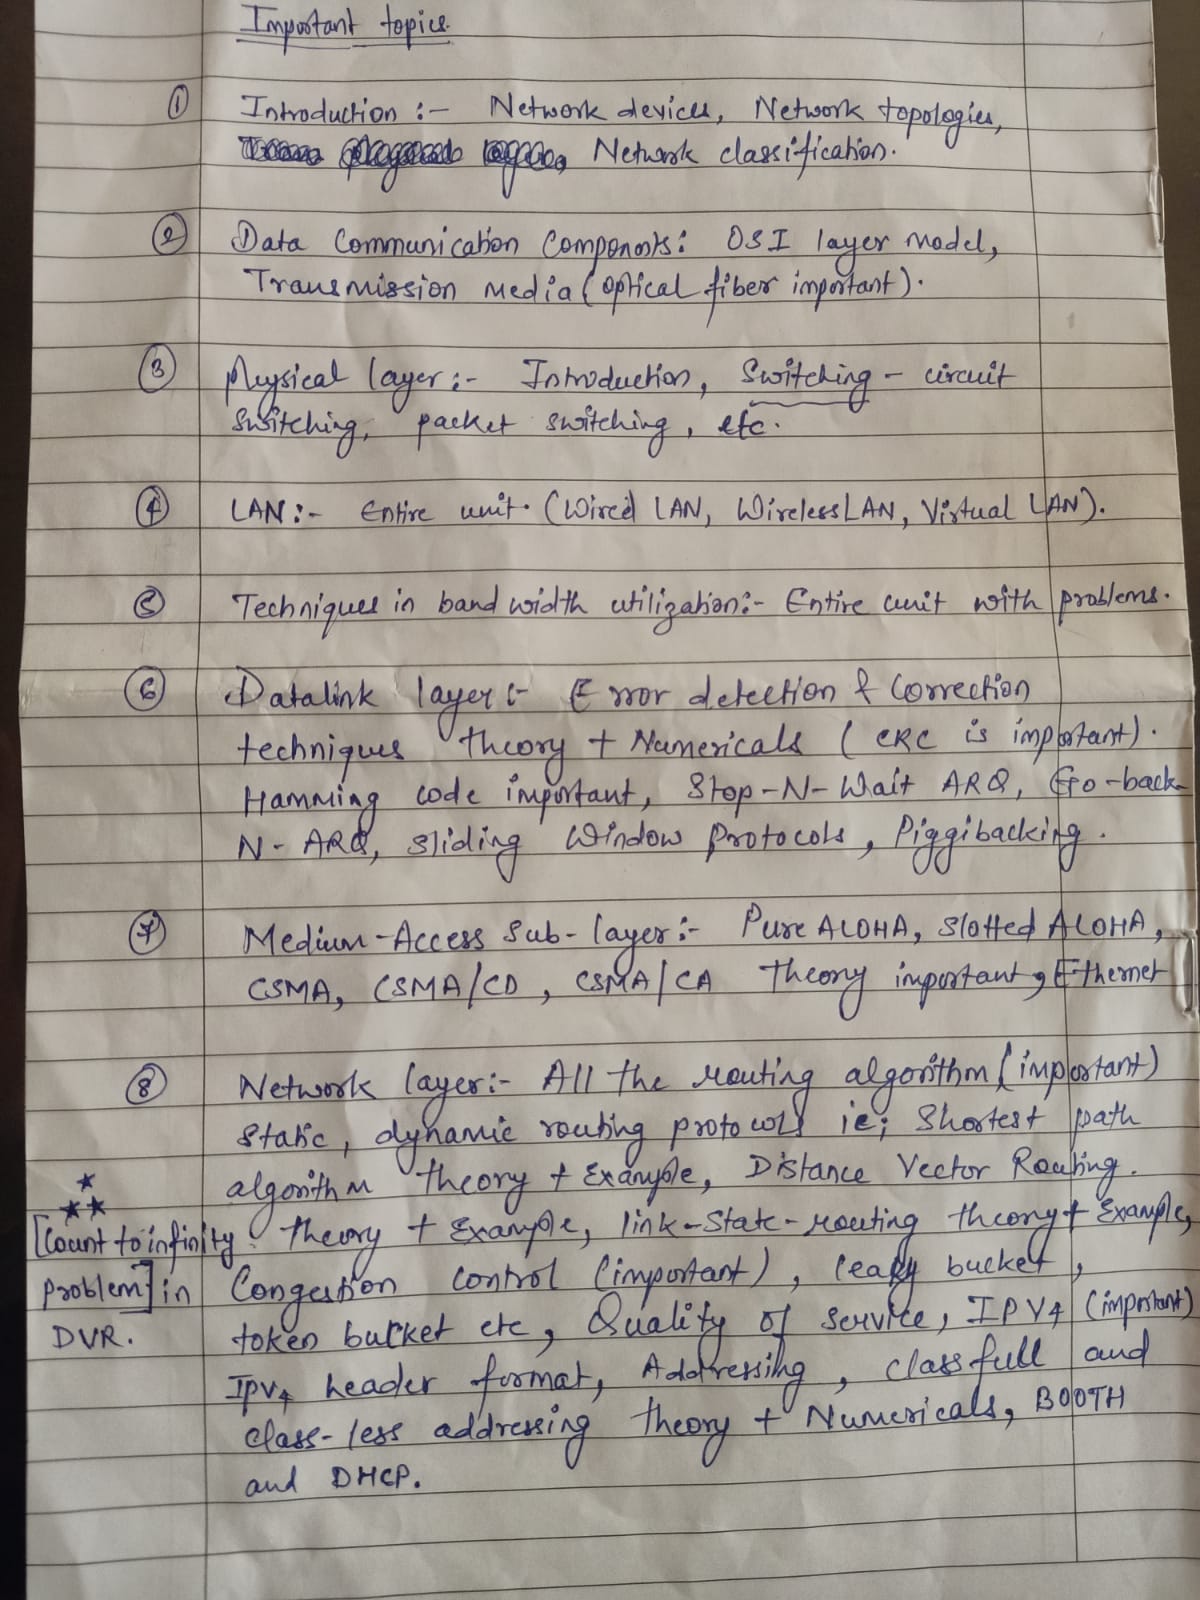 Important topics.
① Introduction :- Network devices, Network topologies,
Network classification.
② Data Communication Components: OSI layer model,
Transmission media (optical fiber important).
③ physical layer :- Introduction, Switching - circuit
switching, packet switching, etc.
④ LAN :- Entire unit. (Wired LAN, Wireless LAN, Virtual LAN).
⑤ Techniques in band width utilization:- Entire unit with problems.
⑥ Datalink layer :- Error detection & Correction
techniques theory + Numericals (CRC is important).
Hamming code important, Stop-N-Wait ARQ, Go-back-
N- ARQ, sliding Window Protocols, Piggibacking.
⑦ Medium-Access Sub-layer :- Pure ALOHA, Slotted ALOHA,
CSMA, CSMA/CD, CSMA/CA Theory important, Ethernet
⑧ Network layer:- All the routing algorithm (important)
static, dynamic routing protocols ie; Shortest path
algorithm theory + Example, Distance Vector Routing.
[Count to infinity theory + Example, link-State-routing theory + Example,
problem] in Congestion control (important), leaky bucket,
DVR. token bucket etc, Quality of service, IPV4 (important)
Ipv4 header format, Addressing, classfull and
class-less addressing theory + Numericals, BOOTH
and DHCP.